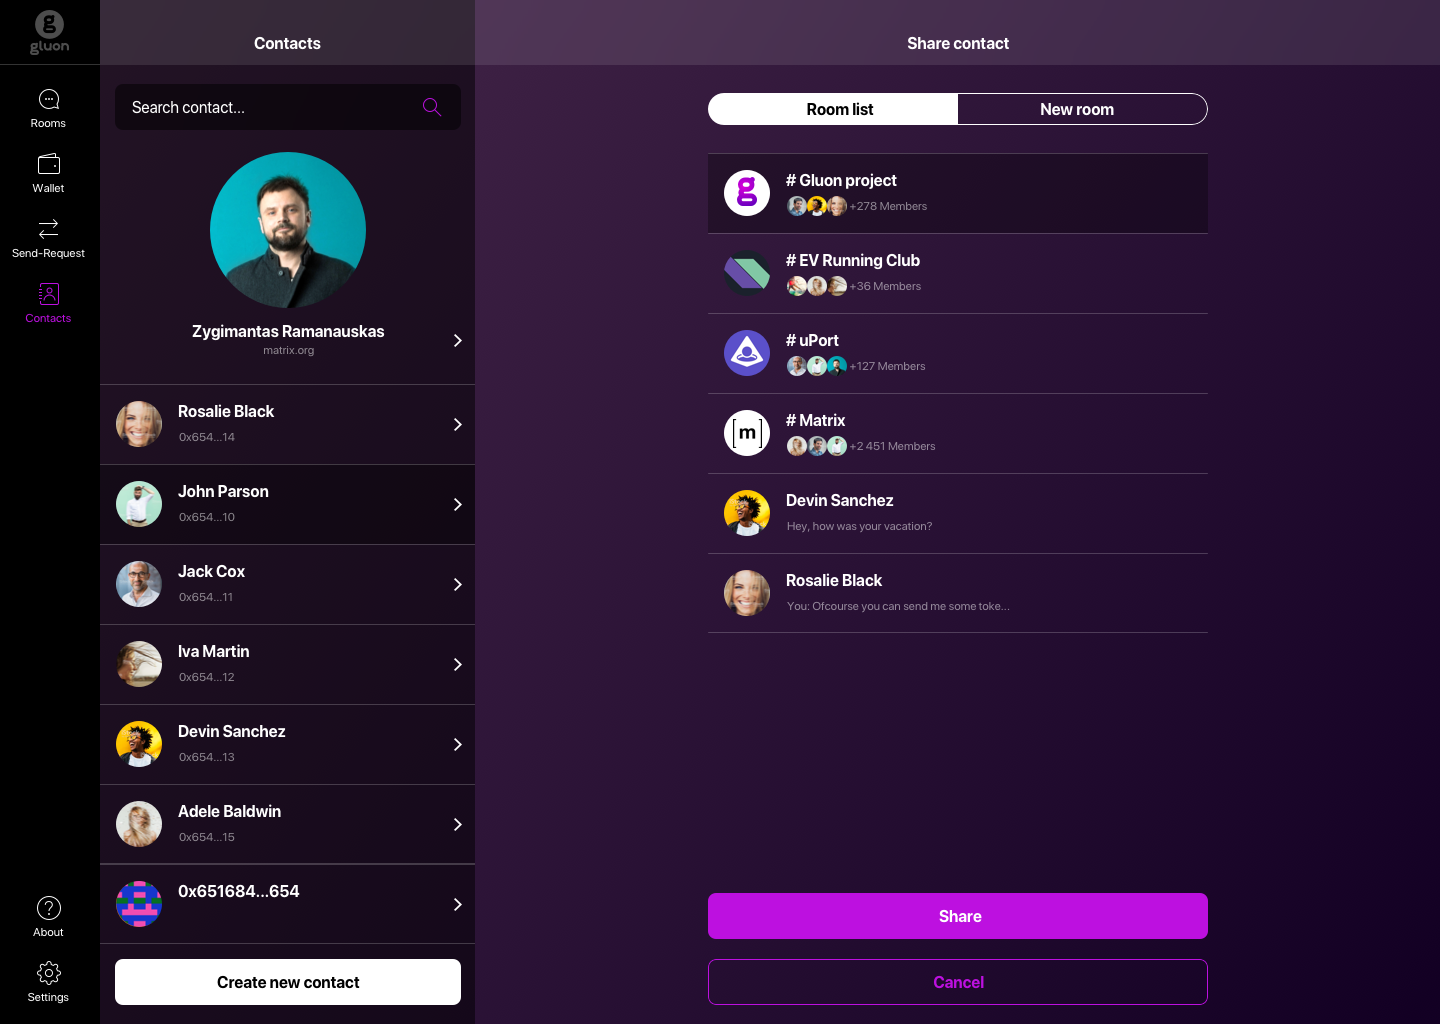 gluon
Rooms
Wallet
Send-Request
Contacts
About
Settings
Contacts
Search contact...
Zygimantas Ramanauskas
matrix.org
Rosalie Black
0x654...14
John Parson
0x654...10
Jack Cox
0x654...11
Iva Martin
0x654...12
Devin Sanchez
0x654...13
Adele Baldwin
0x654...15
0x651684...654
Create new contact
Share contact
Room list
New room
# Gluon project
+278 Members
# EV Running Club
+36 Members
# uPort
+127 Members
[m]
# Matrix
+2 451 Members
Devin Sanchez
Hey, how was your vacation?
Rosalie Black
You: Ofcourse you can send me some toke...
Share
Cancel